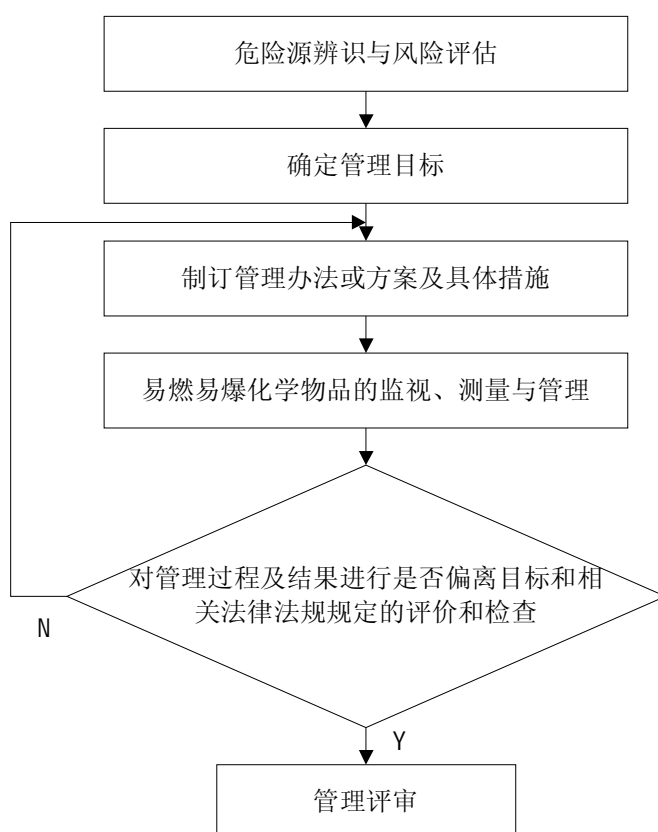 危险源辨识与风险评估
确定管理目标
制订管理办法或方案及具体措施
易燃易爆化学物品的监视、测量与管理
对管理过程及结果进行是否偏离目标和相
关法律法规规定的评价和检查
N
Y
管理评审